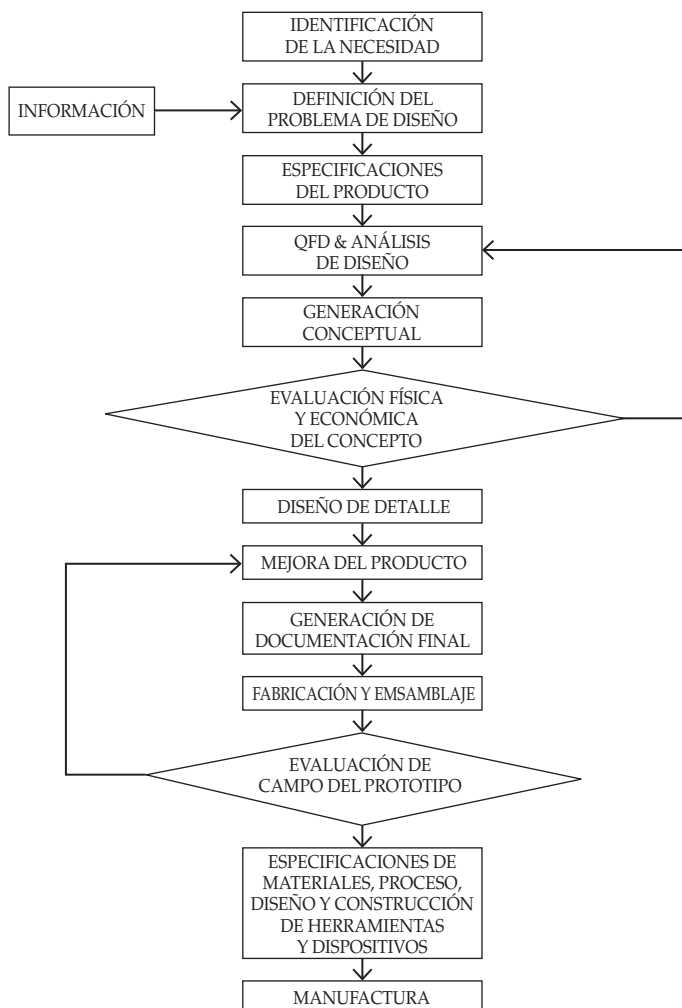 IDENTIFICACIÓN
DE LA NECESIDAD
INFORMACIÓN
DEFINICIÓN DEL
PROBLEMA DE DISEÑO
ESPECIFICACIONES
DEL PRODUCTO
QFD & ANÁLISIS
DE DISEÑO
GENERACIÓN
CONCEPTUAL
EVALUACIÓN FÍSICA
Y ECONÓMICA
DEL CONCEPTO
DISEÑO DE DETALLE
MEJORA DEL PRODUCTO
GENERACIÓN DE
DOCUMENTACIÓN FINAL
FABRICACIÓN Y EMSAMBLAJE
EVALUACIÓN DE
CAMPO DEL PROTOTIPO
ESPECIFICACIONES DE
MATERIALES, PROCESO,
DISEÑO Y CONSTRUCCIÓN
DE HERRAMIENTAS
Y DISPOSITIVOS
MANUFACTURA